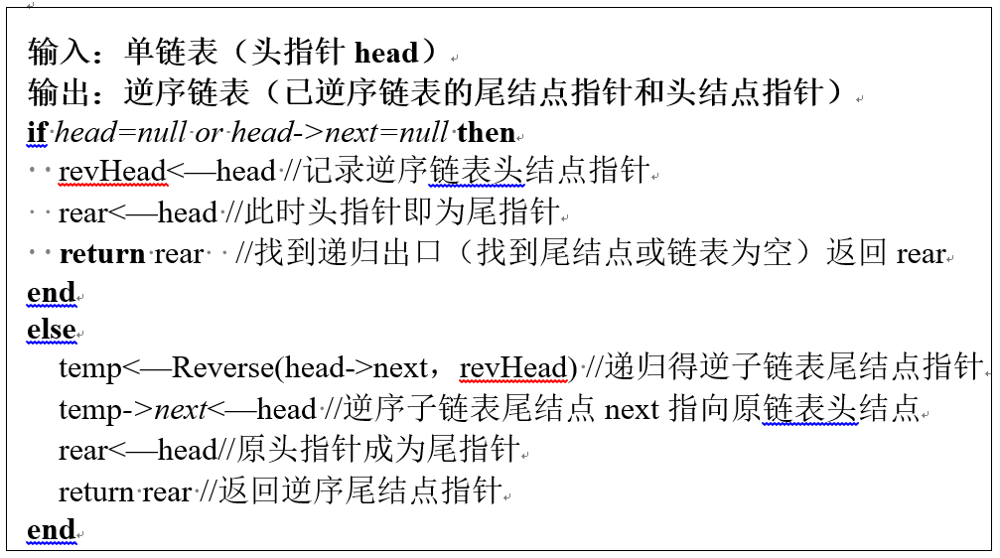 输入：单链表（头指针 head）
输出：逆序链表（已逆序链表的尾结点指针和头结点指针）
if head=null or head->next=null then
revHead<—head //记录逆序链表头结点指针
rear<—head //此时头指针即为尾指针
return rear //找到递归出口（找到尾结点或链表为空）返回 rear
end
else
temp<—Reverse(head->next，revHead) //递归得逆子链表尾结点指针
temp->next<—head //逆序子链表尾结点 next 指向原链表头结点
rear<—head//原头指针成为尾指针
return rear //返回逆序尾结点指针
end